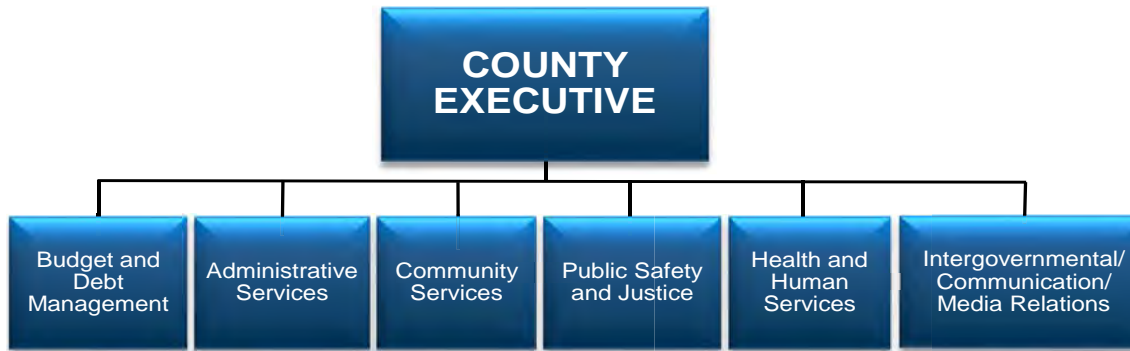 COUNTY
EXECUTIVE
Budget and
Debt
Management
Administrative
Services
Community
Services
Public Safety
and Justice
Health and
Human
Services
Intergovernmental/
Communication/
Media Relations